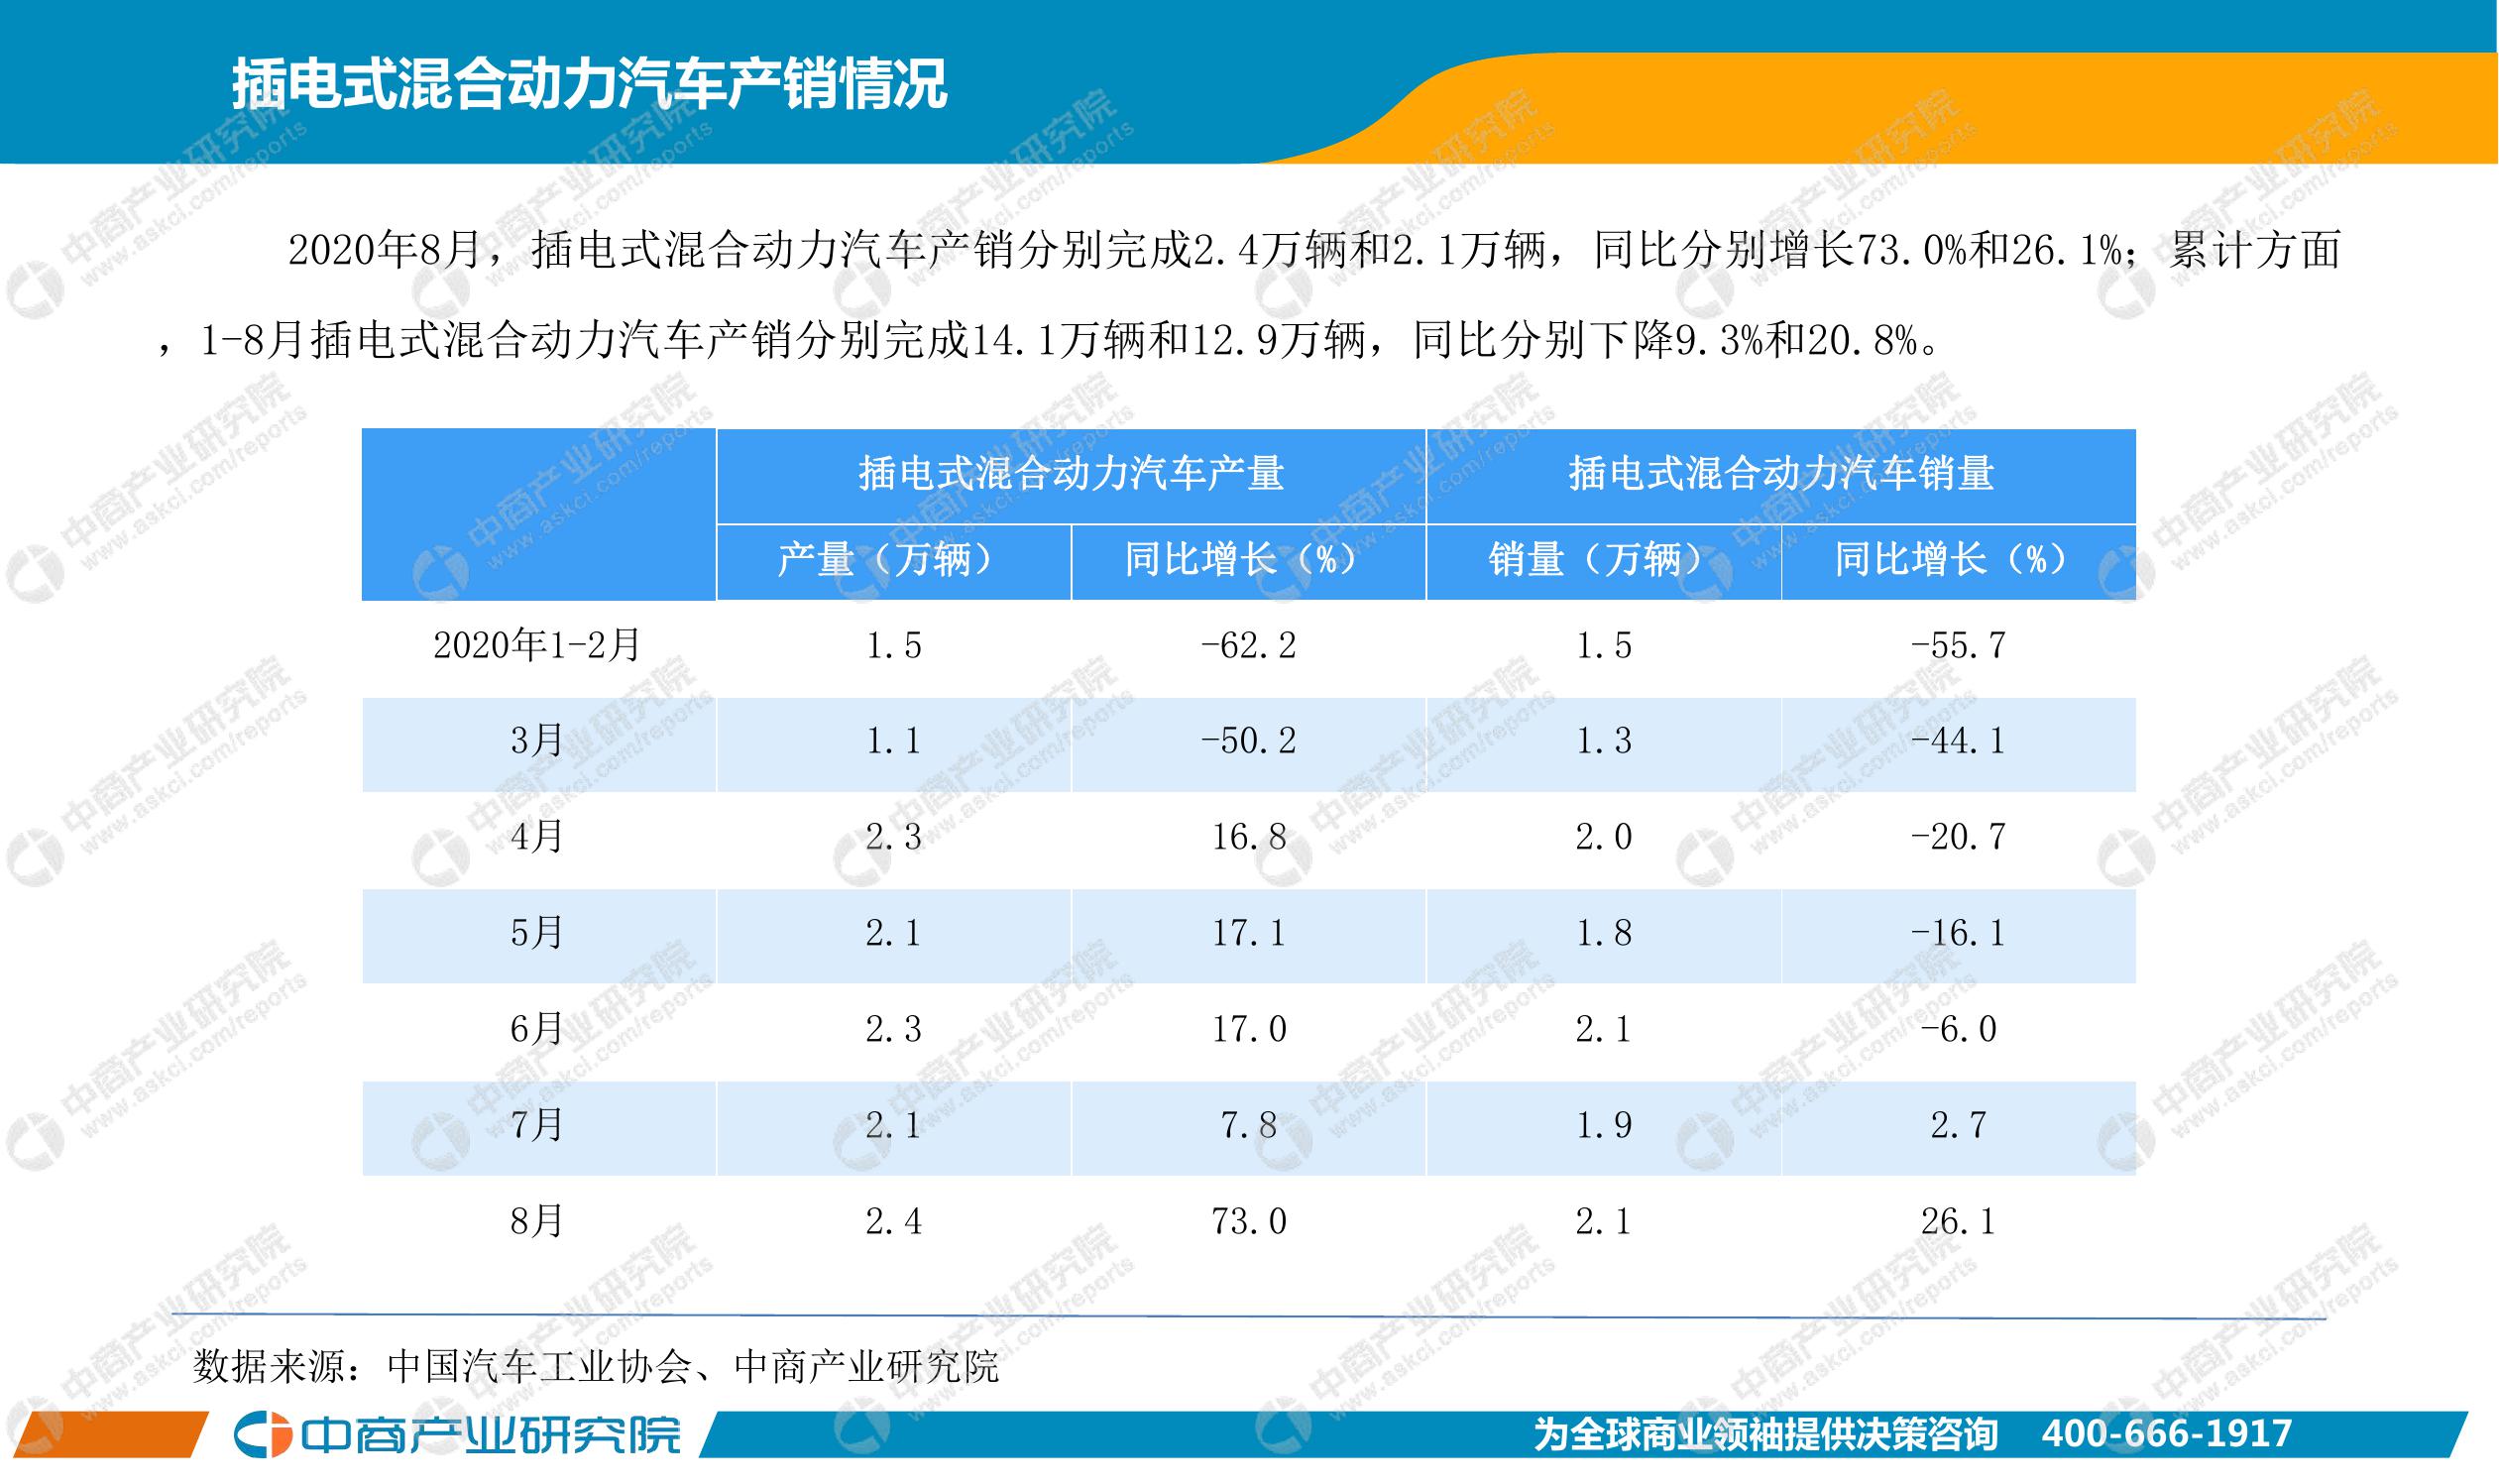 插电式混合动力汽车产销情况
2020年8月，插电式混合动力汽车产销分别完成2.4万辆和2.1万辆，同比分别增长73.0%和26.1%；累计方面
，1-8月插电式混合动力汽车产销分别完成14.1万辆和12.9万辆，同比分别下降9.3%和20.8%。
插电式混合动力汽车产量 插电式混合动力汽车销量
产量（万辆） 同比增长（%） 销量（万辆） 同比增长（%）
2020年1-2月 1.5 -62.2 1.5 -55.7
3月 1.1 -50.2 1.3 -44.1
4月 2.3 16.8 2.0 -20.7
5月 2.1 17.1 1.8 -16.1
6月 2.3 17.0 2.1 -6.0
7月 2.1 7.8 1.9 2.7
8月 2.4 73.0 2.1 26.1
数据来源：中国汽车工业协会、中商产业研究院
中商产业研究院 为全球商业领袖提供决策咨询 400-666-1917
中商产业研究院
www.askci.com/reports